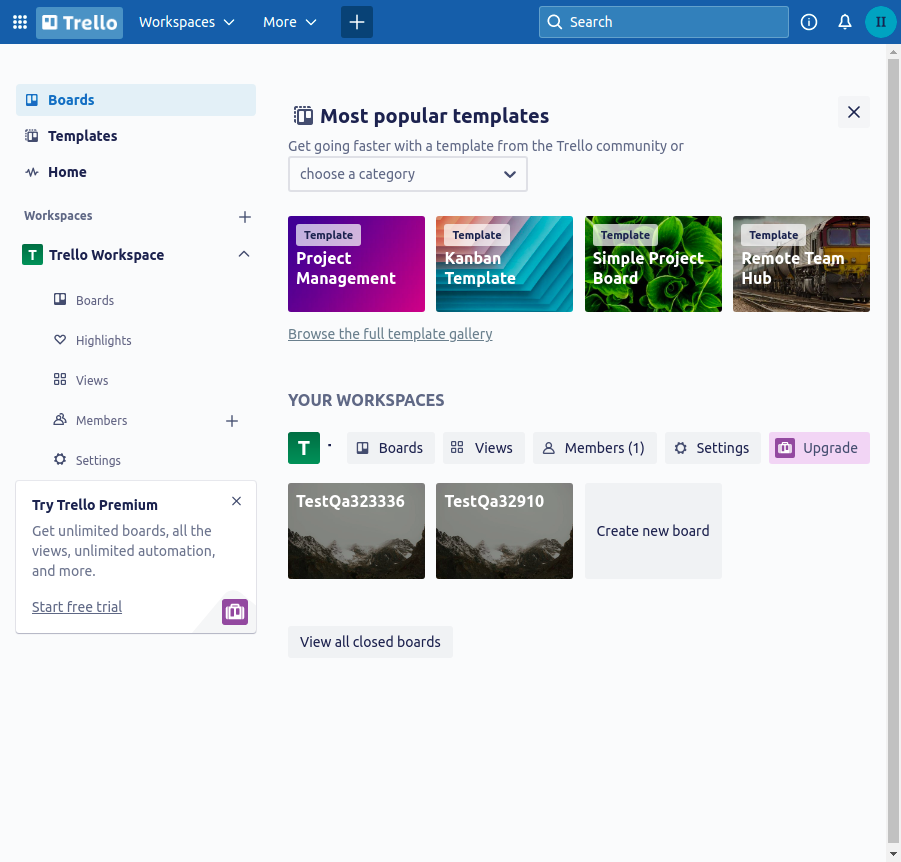 Trello
Workspaces
More
Search
II
Boards
Templates
Home
Workspaces
T Trello Workspace
Boards
Highlights
Views
Members
Settings
Try Trello Premium
Get unlimited boards, all the
views, unlimited automation,
and more.
Start free trial
Most popular templates
Get going faster with a template from the Trello community or
choose a category
Template
Project
Management
Template
Kanban
Template
Template
Simple Project
Board
Template
Remote Team
Hub
Browse the full template gallery
YOUR WORKSPACES
T
Boards
Views
Members (1)
Settings
Upgrade
TestQa323336
TestQa32910
Create new board
View all closed boards